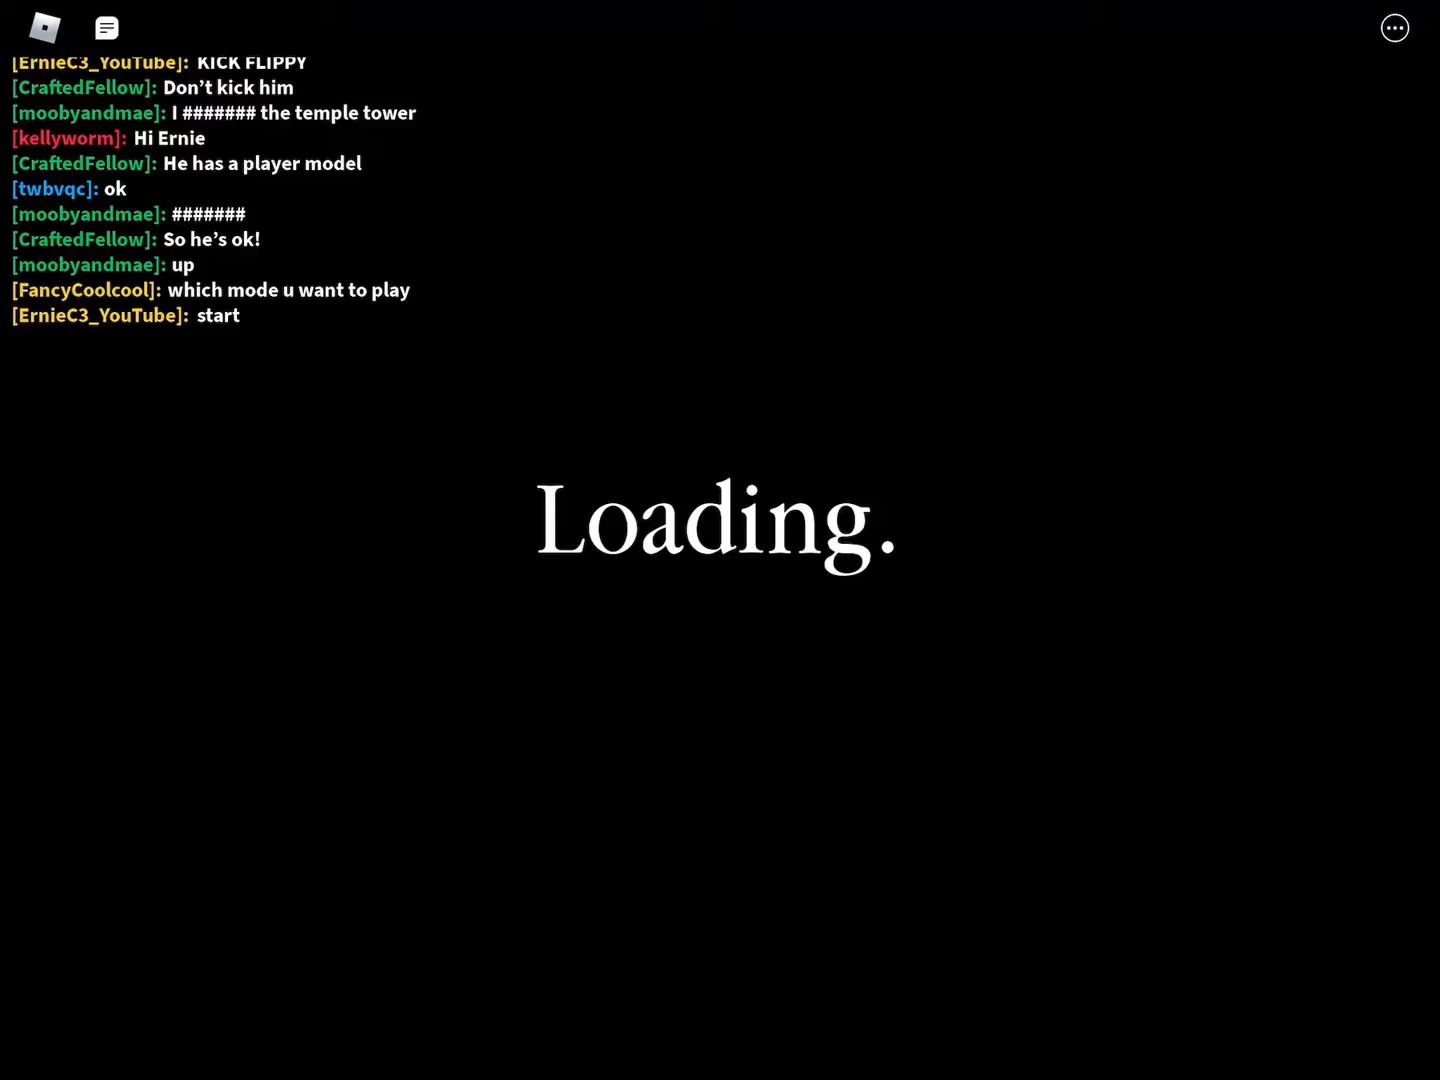 [ErnieC3_YouTube]: KICK FLIPPY
[CraftedFellow]: Don’t kick him
[moobyandmae]: I ####### the temple tower
[kellyworm]: Hi Ernie
[CraftedFellow]: He has a player model
[twbvqc]: ok
[moobyandmae]: #######
[CraftedFellow]: So he’s ok!
[moobyandmae]: up
[FancyCoolcool]: which mode u want to play
[ErnieC3_YouTube]: start
Loading.